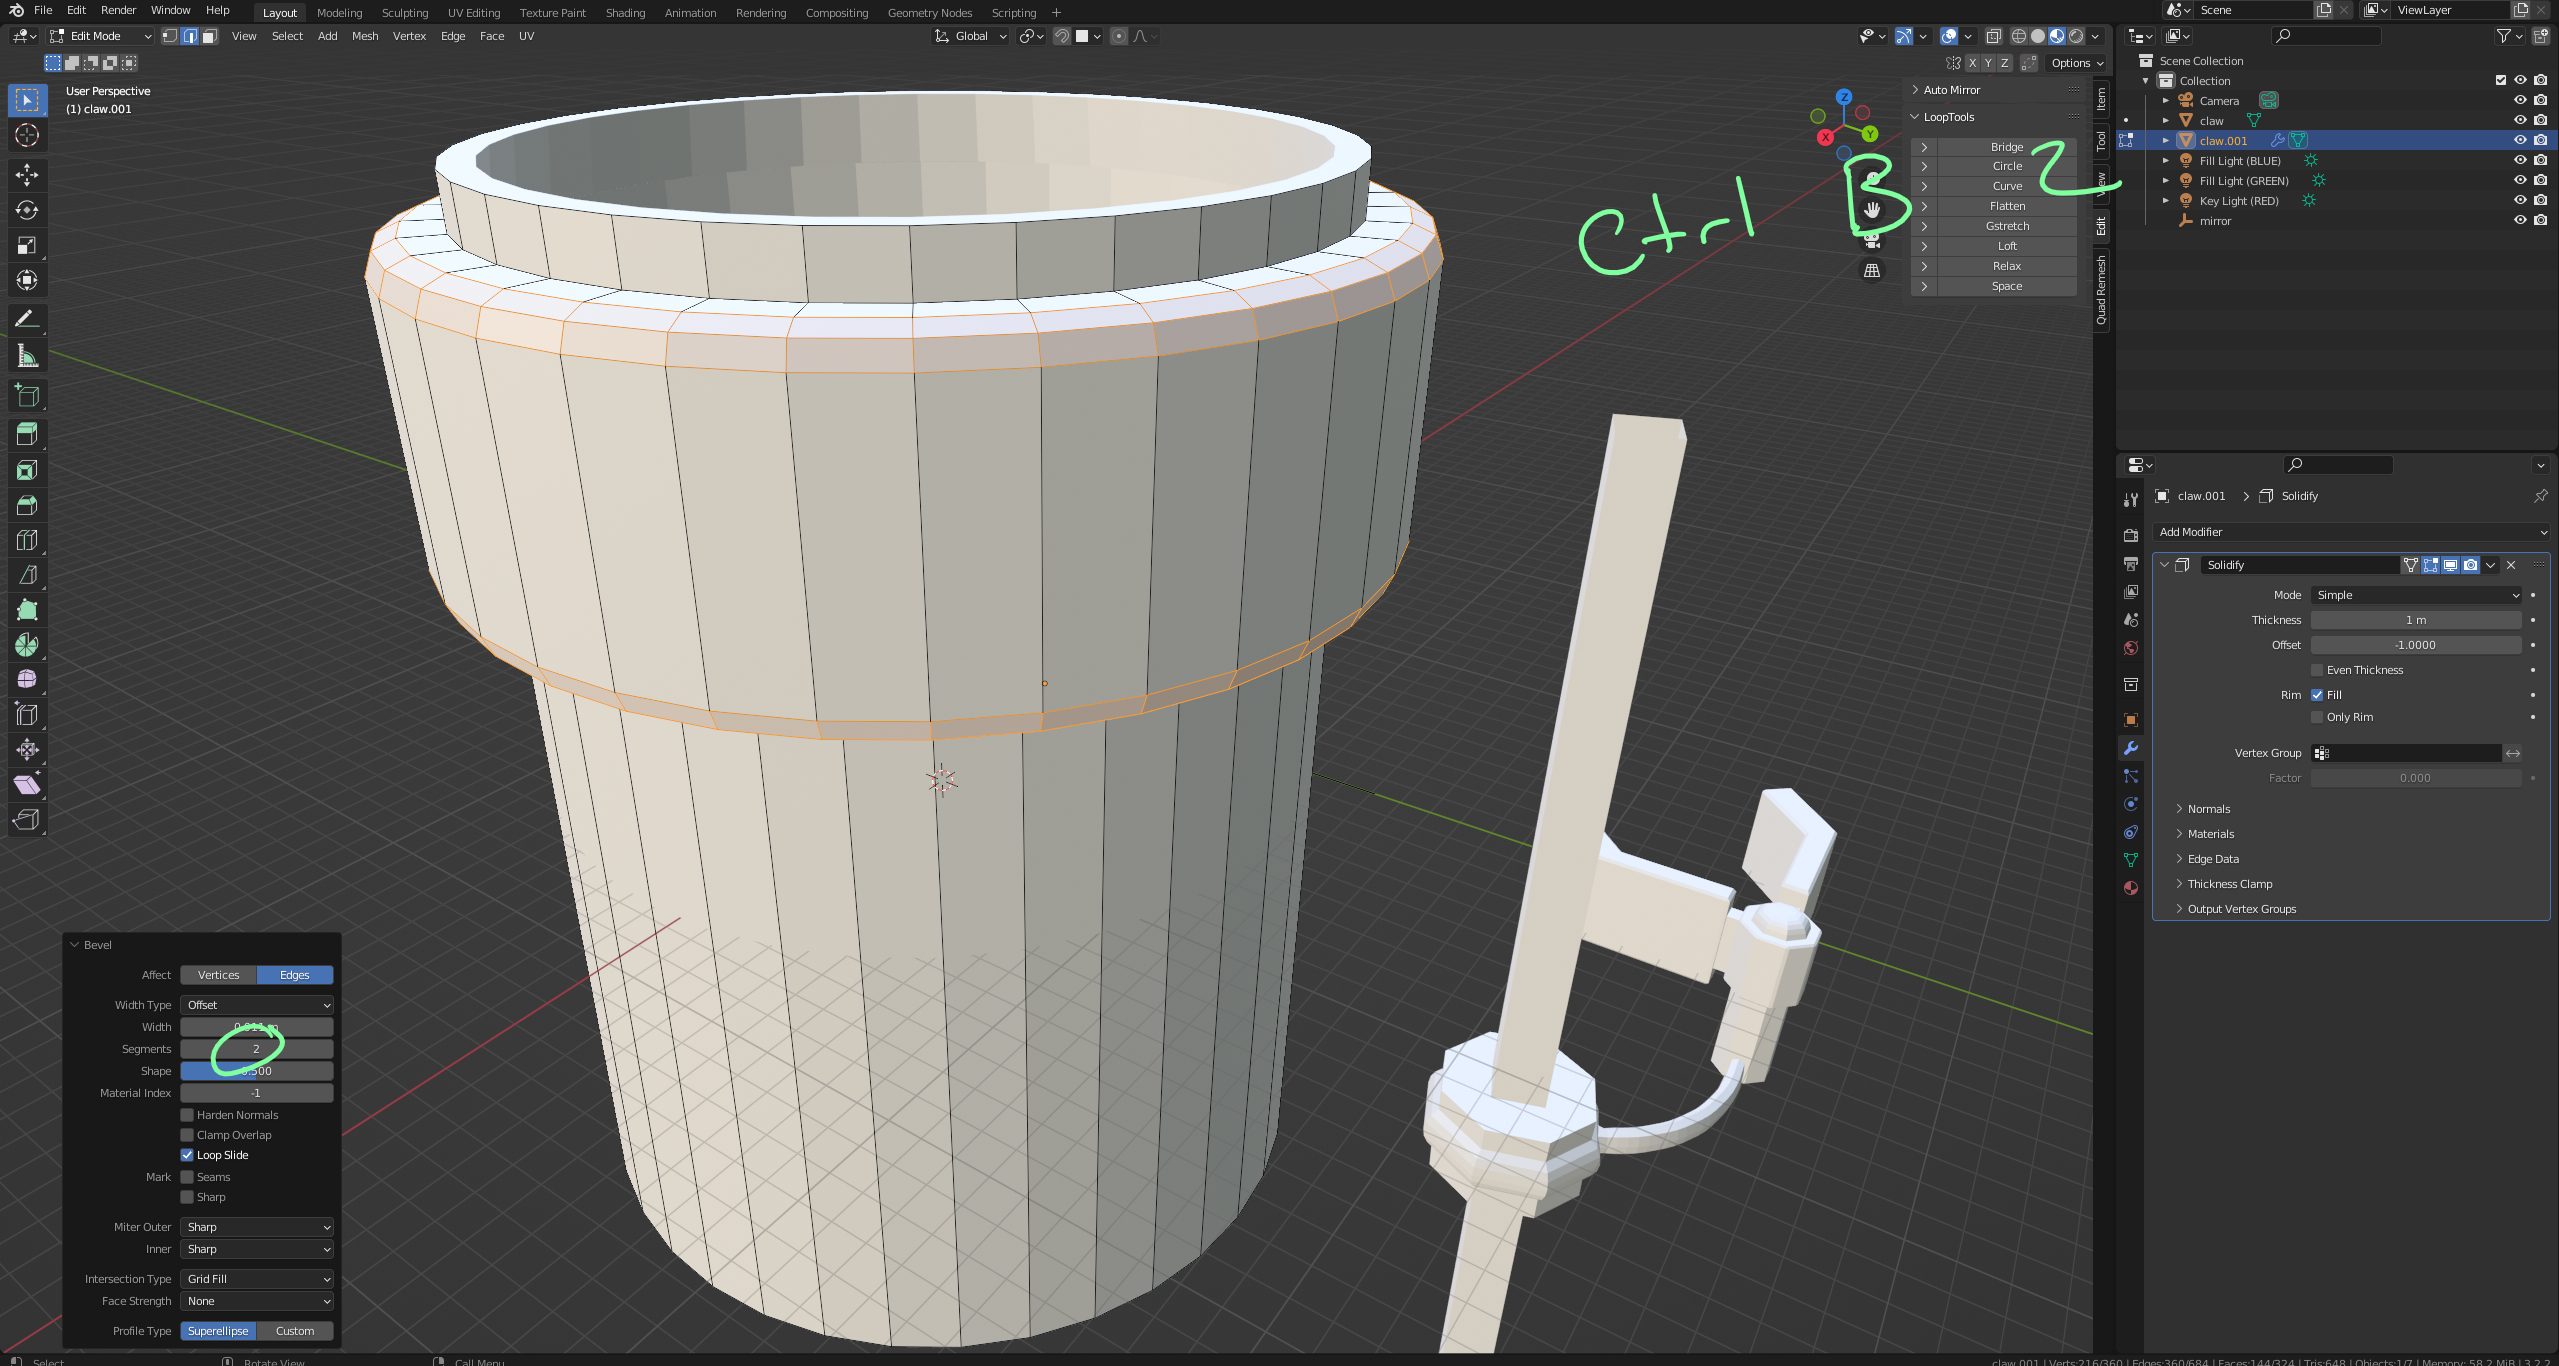 File Edit Render Window Help Layout Modeling Sculpting UV Editing Texture Paint Shading Animation Rendering Compositing Geometry Nodes Scripting + Scene ViewLayer
Edit Mode View Select Add Mesh Vertex Edge Face UV Global
X Y Z Options
User Perspective
(1) claw.001
Z
Y
X
Auto Mirror
LoopTools
Bridge
Circle
Curve
Flatten
Gstretch
Loft
Relax
Space
Item
Tool
View
Edit
Quad Remesh
Ctrl B 2
Scene Collection
Collection
Camera
claw
claw.001
Fill Light (BLUE)
Fill Light (GREEN)
Key Light (RED)
mirror
claw.001 > Solidify
Add Modifier
Solidify
Mode Simple
Thickness 1 m
Offset -1.0000
Even Thickness
Rim Fill
Only Rim
Vertex Group
Factor 0.000
Normals
Materials
Edge Data
Thickness Clamp
Output Vertex Groups
Bevel
Affect Vertices Edges
Width Type Offset
Width
Segments 2
Shape 0.500
Material Index -1
Harden Normals
Clamp Overlap
Loop Slide
Mark Seams
Sharp
Miter Outer Sharp
Inner Sharp
Intersection Type Grid Fill
Face Strength None
Profile Type Superellipse Custom
Select Rotate View Call Menu
claw.001 | Verts:216/360 | Edges:360/684 | Faces:144/324 | Tris:648 | Objects:1/7 | Memory: 58.2 MiB | 3.2.2